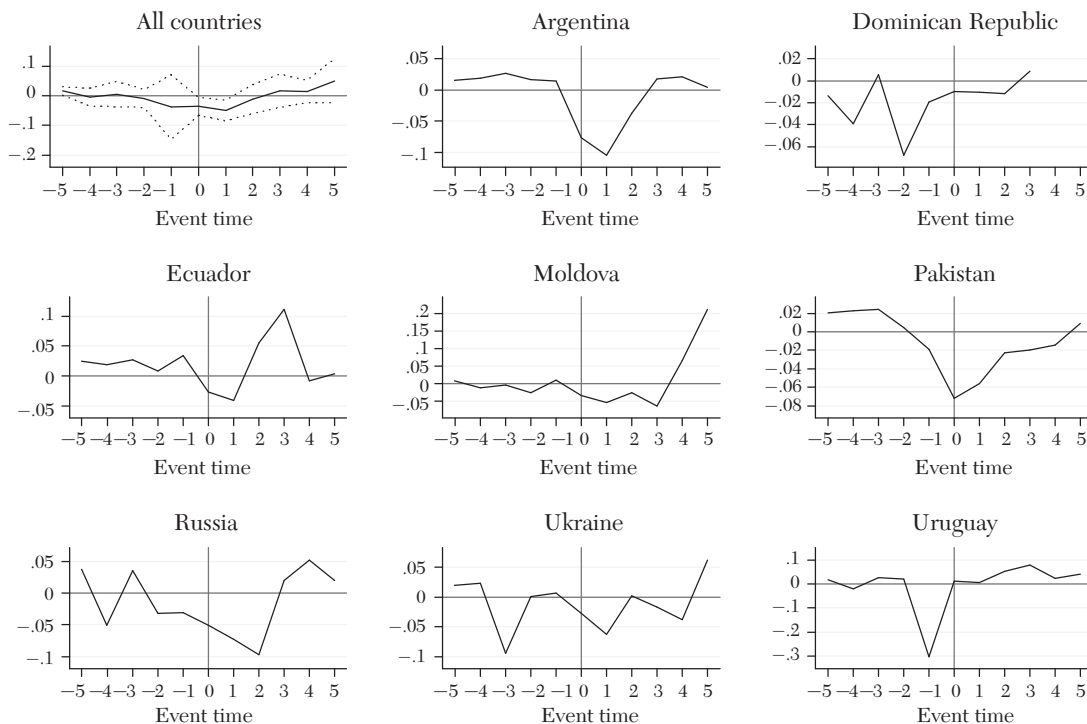 All countries
.1
0
−.1
−.2
−5 −4 −3 −2 −1 0 1 2 3 4 5
Event time
Argentina
.05
0
−.05
−.1
−5 −4 −3 −2 −1 0 1 2 3 4 5
Event time
Dominican Republic
.02
0
−.02
−.04
−.06
−5 −4 −3 −2 −1 0 1 2 3 4 5
Event time
Ecuador
.1
.05
0
−.05
−5 −4 −3 −2 −1 0 1 2 3 4 5
Event time
Moldova
.2
.15
.1
.05
0
−.05
−5 −4 −3 −2 −1 0 1 2 3 4 5
Event time
Pakistan
.02
0
−.02
−.04
−.06
−.08
−5 −4 −3 −2 −1 0 1 2 3 4 5
Event time
Russia
.05
0
−.05
−.1
−5 −4 −3 −2 −1 0 1 2 3 4 5
Event time
Ukraine
.05
0
−.05
−.1
−5 −4 −3 −2 −1 0 1 2 3 4 5
Event time
Uruguay
.1
0
−.1
−.2
−.3
−5 −4 −3 −2 −1 0 1 2 3 4 5
Event time